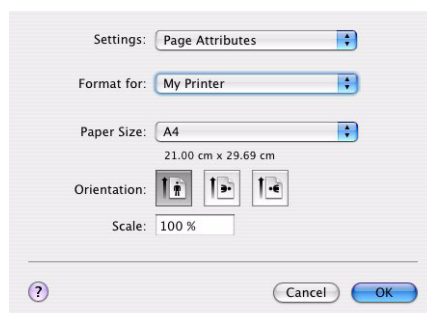 Settings: Page Attributes
Format for: My Printer
Paper Size: A4
21.00 cm x 29.69 cm
Orientation:
Scale: 100 %
? Cancel OK